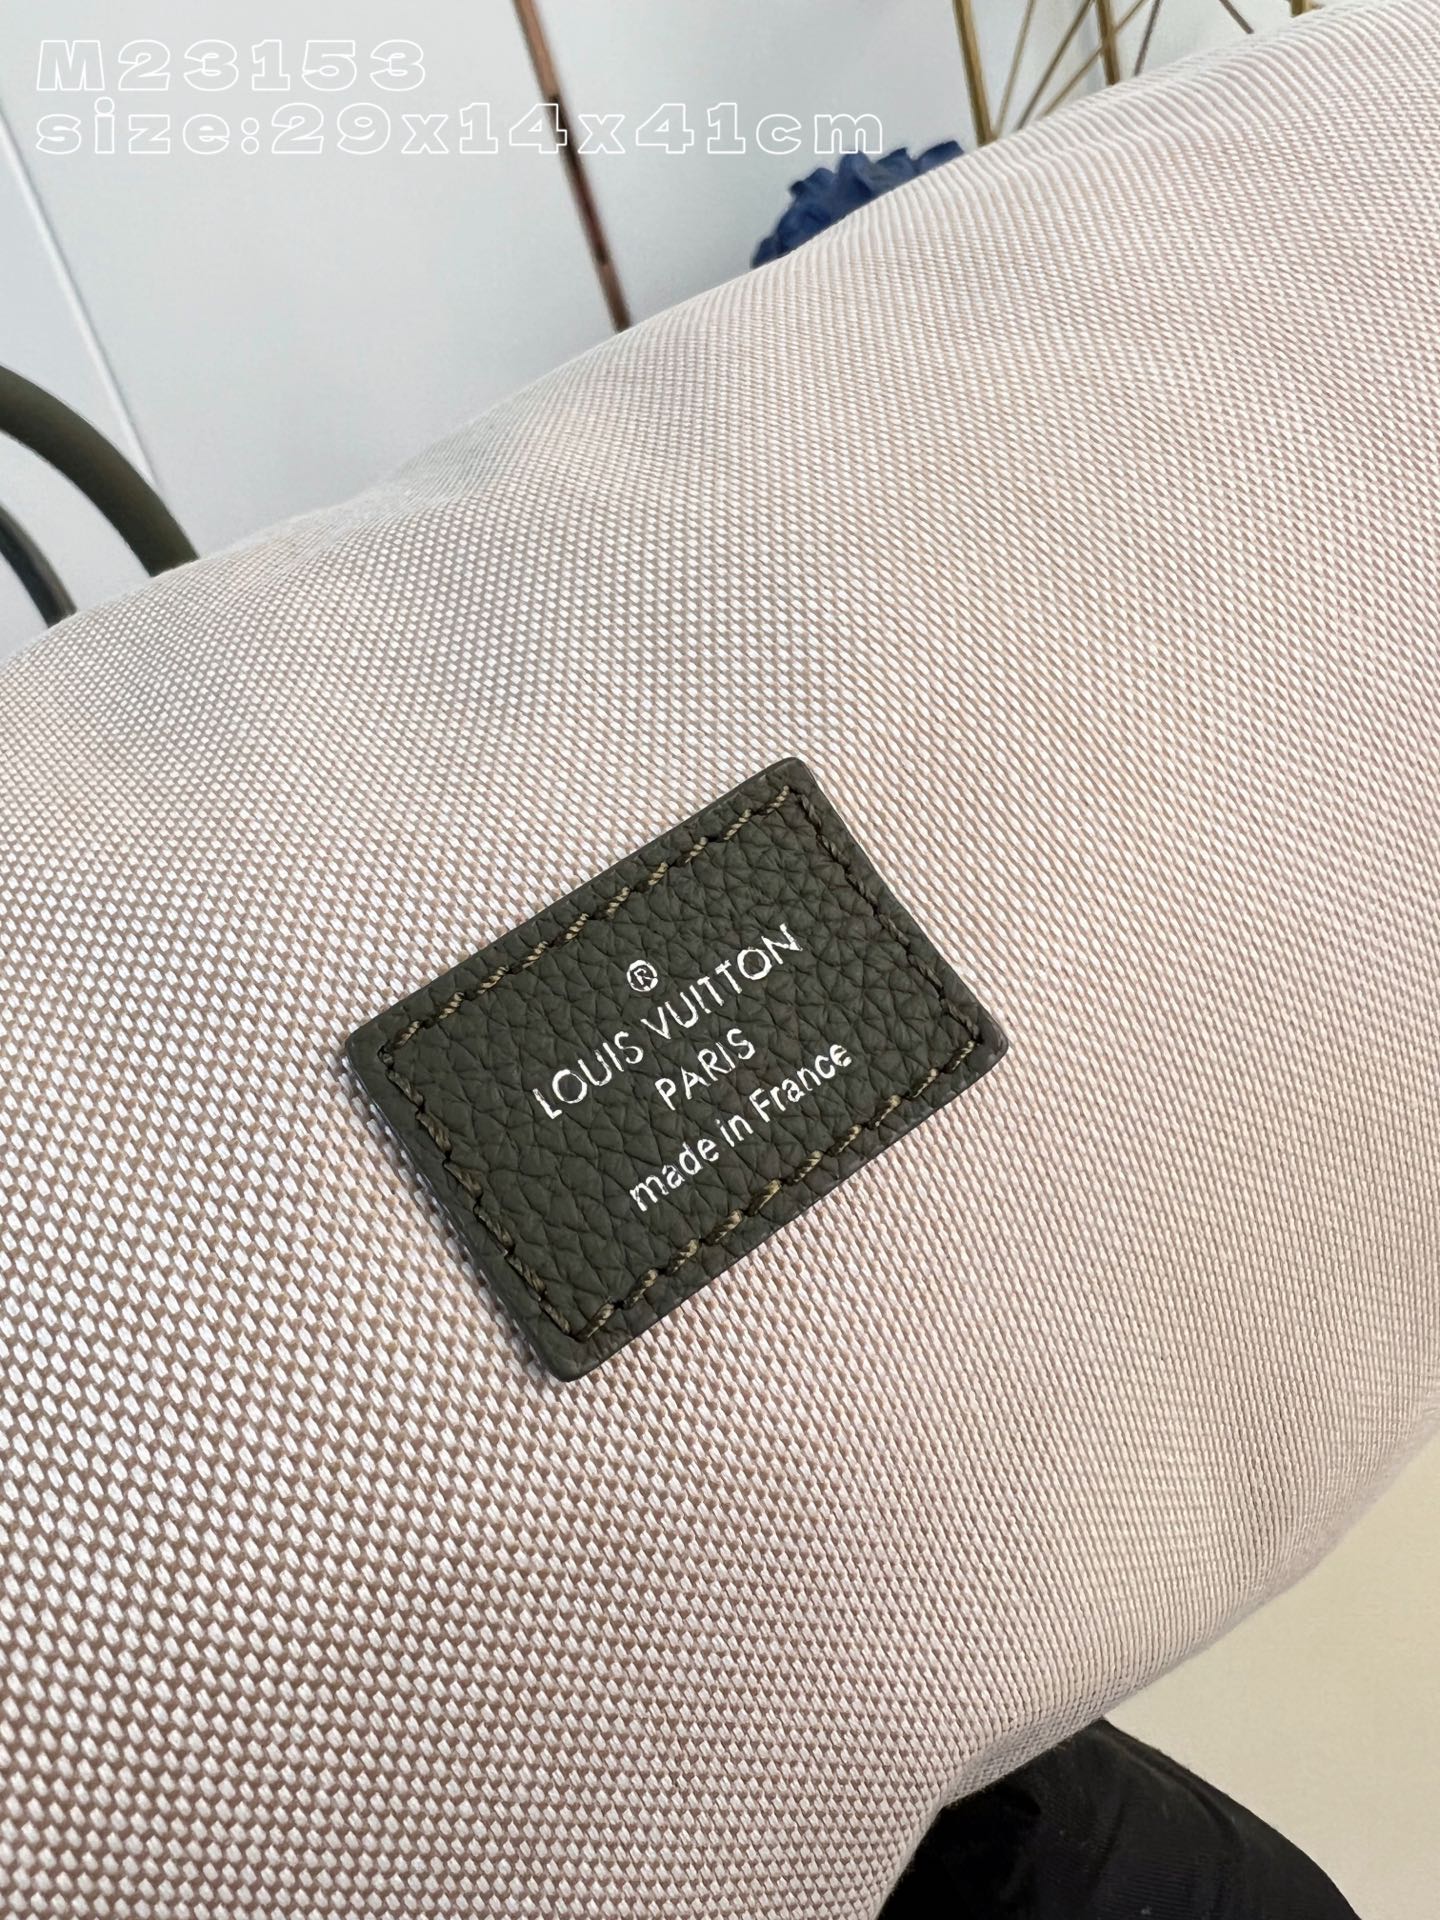 M23153
size:29x14x41cm
®
LOUIS VUITTON
PARIS
made in France